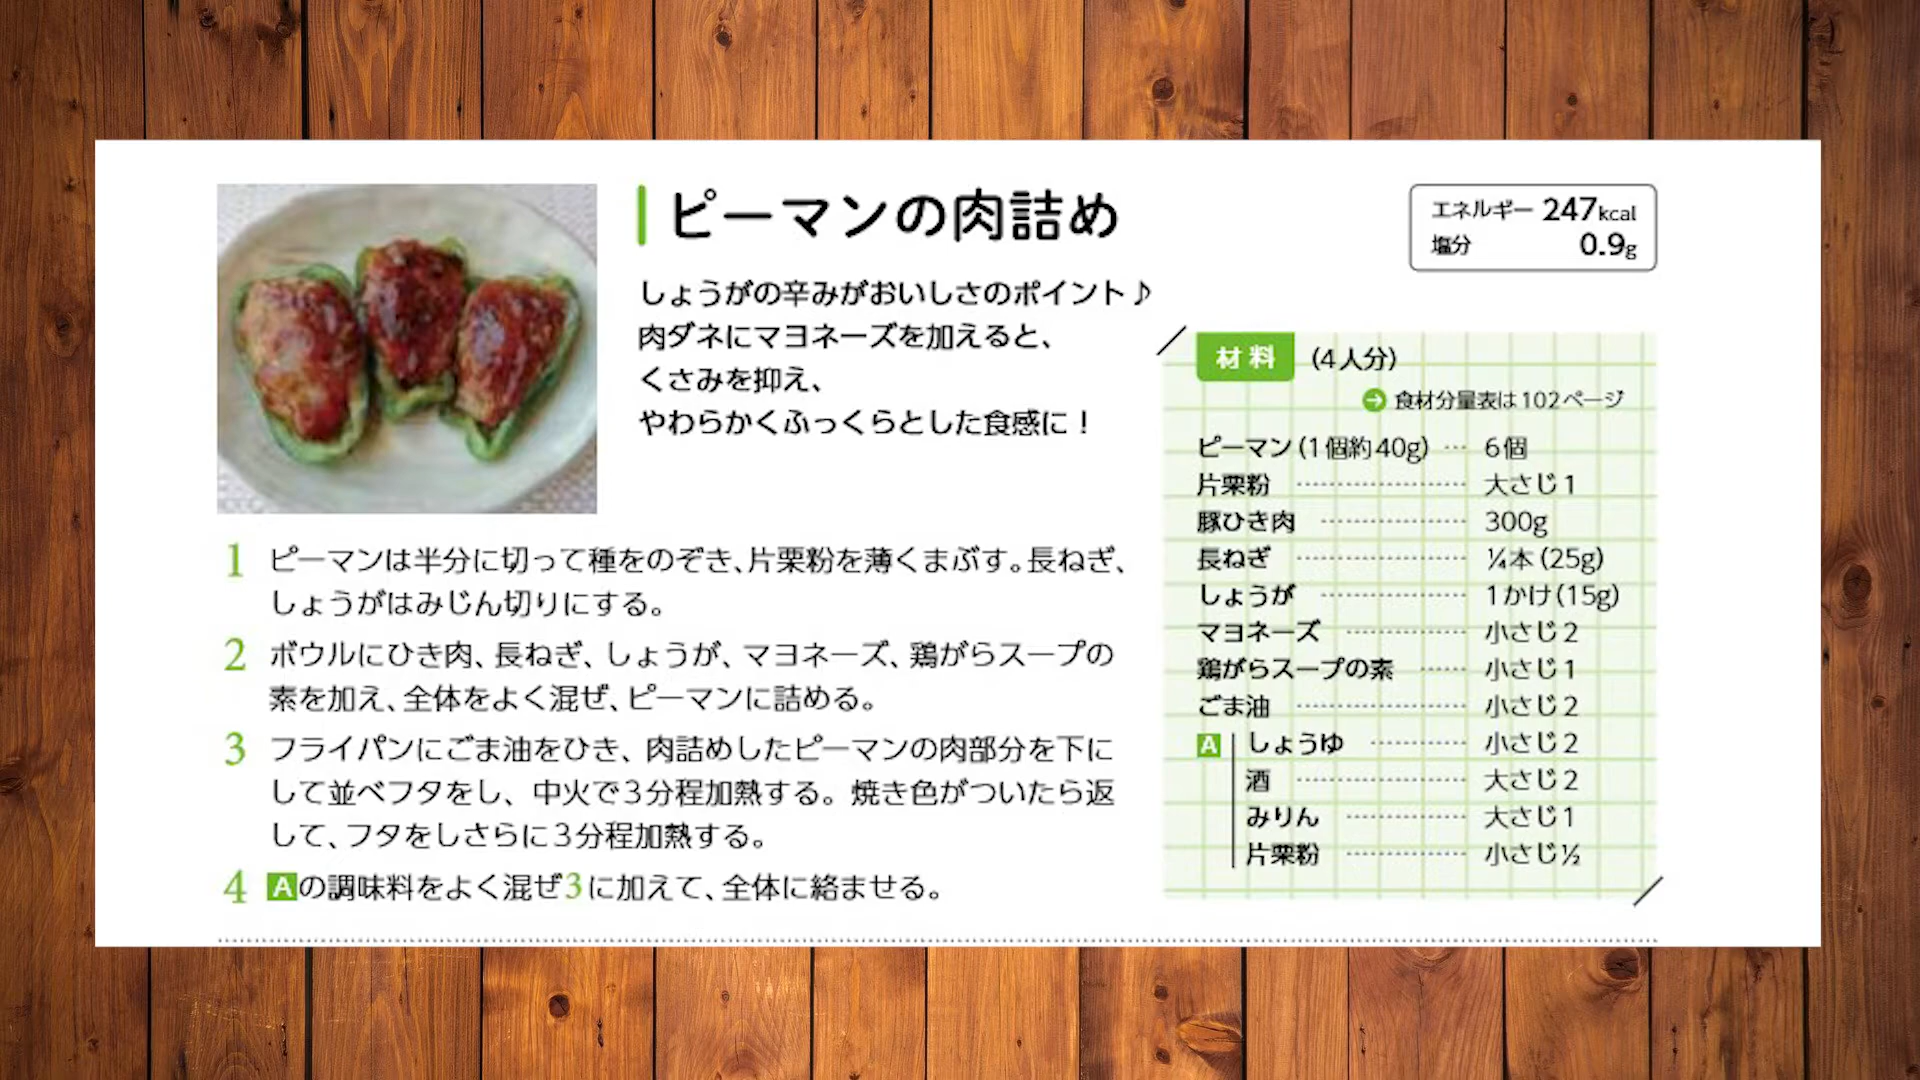 ピーマンの肉詰め
エネルギー 247kcal
塩分 0.9g
しょうがの辛みがおいしさのポイント♪
肉ダネにマヨネーズを加えると、
くさみを抑え、
やわらかくふっくらとした食感に！
材料 (4人分)
食材分量表は102ページ
ピーマン(1個約40g) … 6個
片栗粉 ………… 大さじ1
豚ひき肉 ………… 300g
長ねぎ ………… ¼本(25g)
しょうが ………… 1かけ(15g)
マヨネーズ ………… 小さじ2
鶏がらスープの素 …… 小さじ1
ごま油 ………… 小さじ2
A しょうゆ ………… 小さじ2
酒 ………… 大さじ2
みりん ………… 大さじ1
片栗粉 ………… 小さじ½
1 ピーマンは半分に切って種をのぞき、片栗粉を薄くまぶす。長ねぎ、
しょうがはみじん切りにする。
2 ボウルにひき肉、長ねぎ、しょうが、マヨネーズ、鶏がらスープの
素を加え、全体をよく混ぜ、ピーマンに詰める。
3 フライパンにごま油をひき、肉詰めしたピーマンの肉部分を下に
して並べフタをし、中火で3分程加熱する。焼き色がついたら返
して、フタをしさらに3分程加熱する。
4 Aの調味料をよく混ぜ3に加えて、全体に絡ませる。